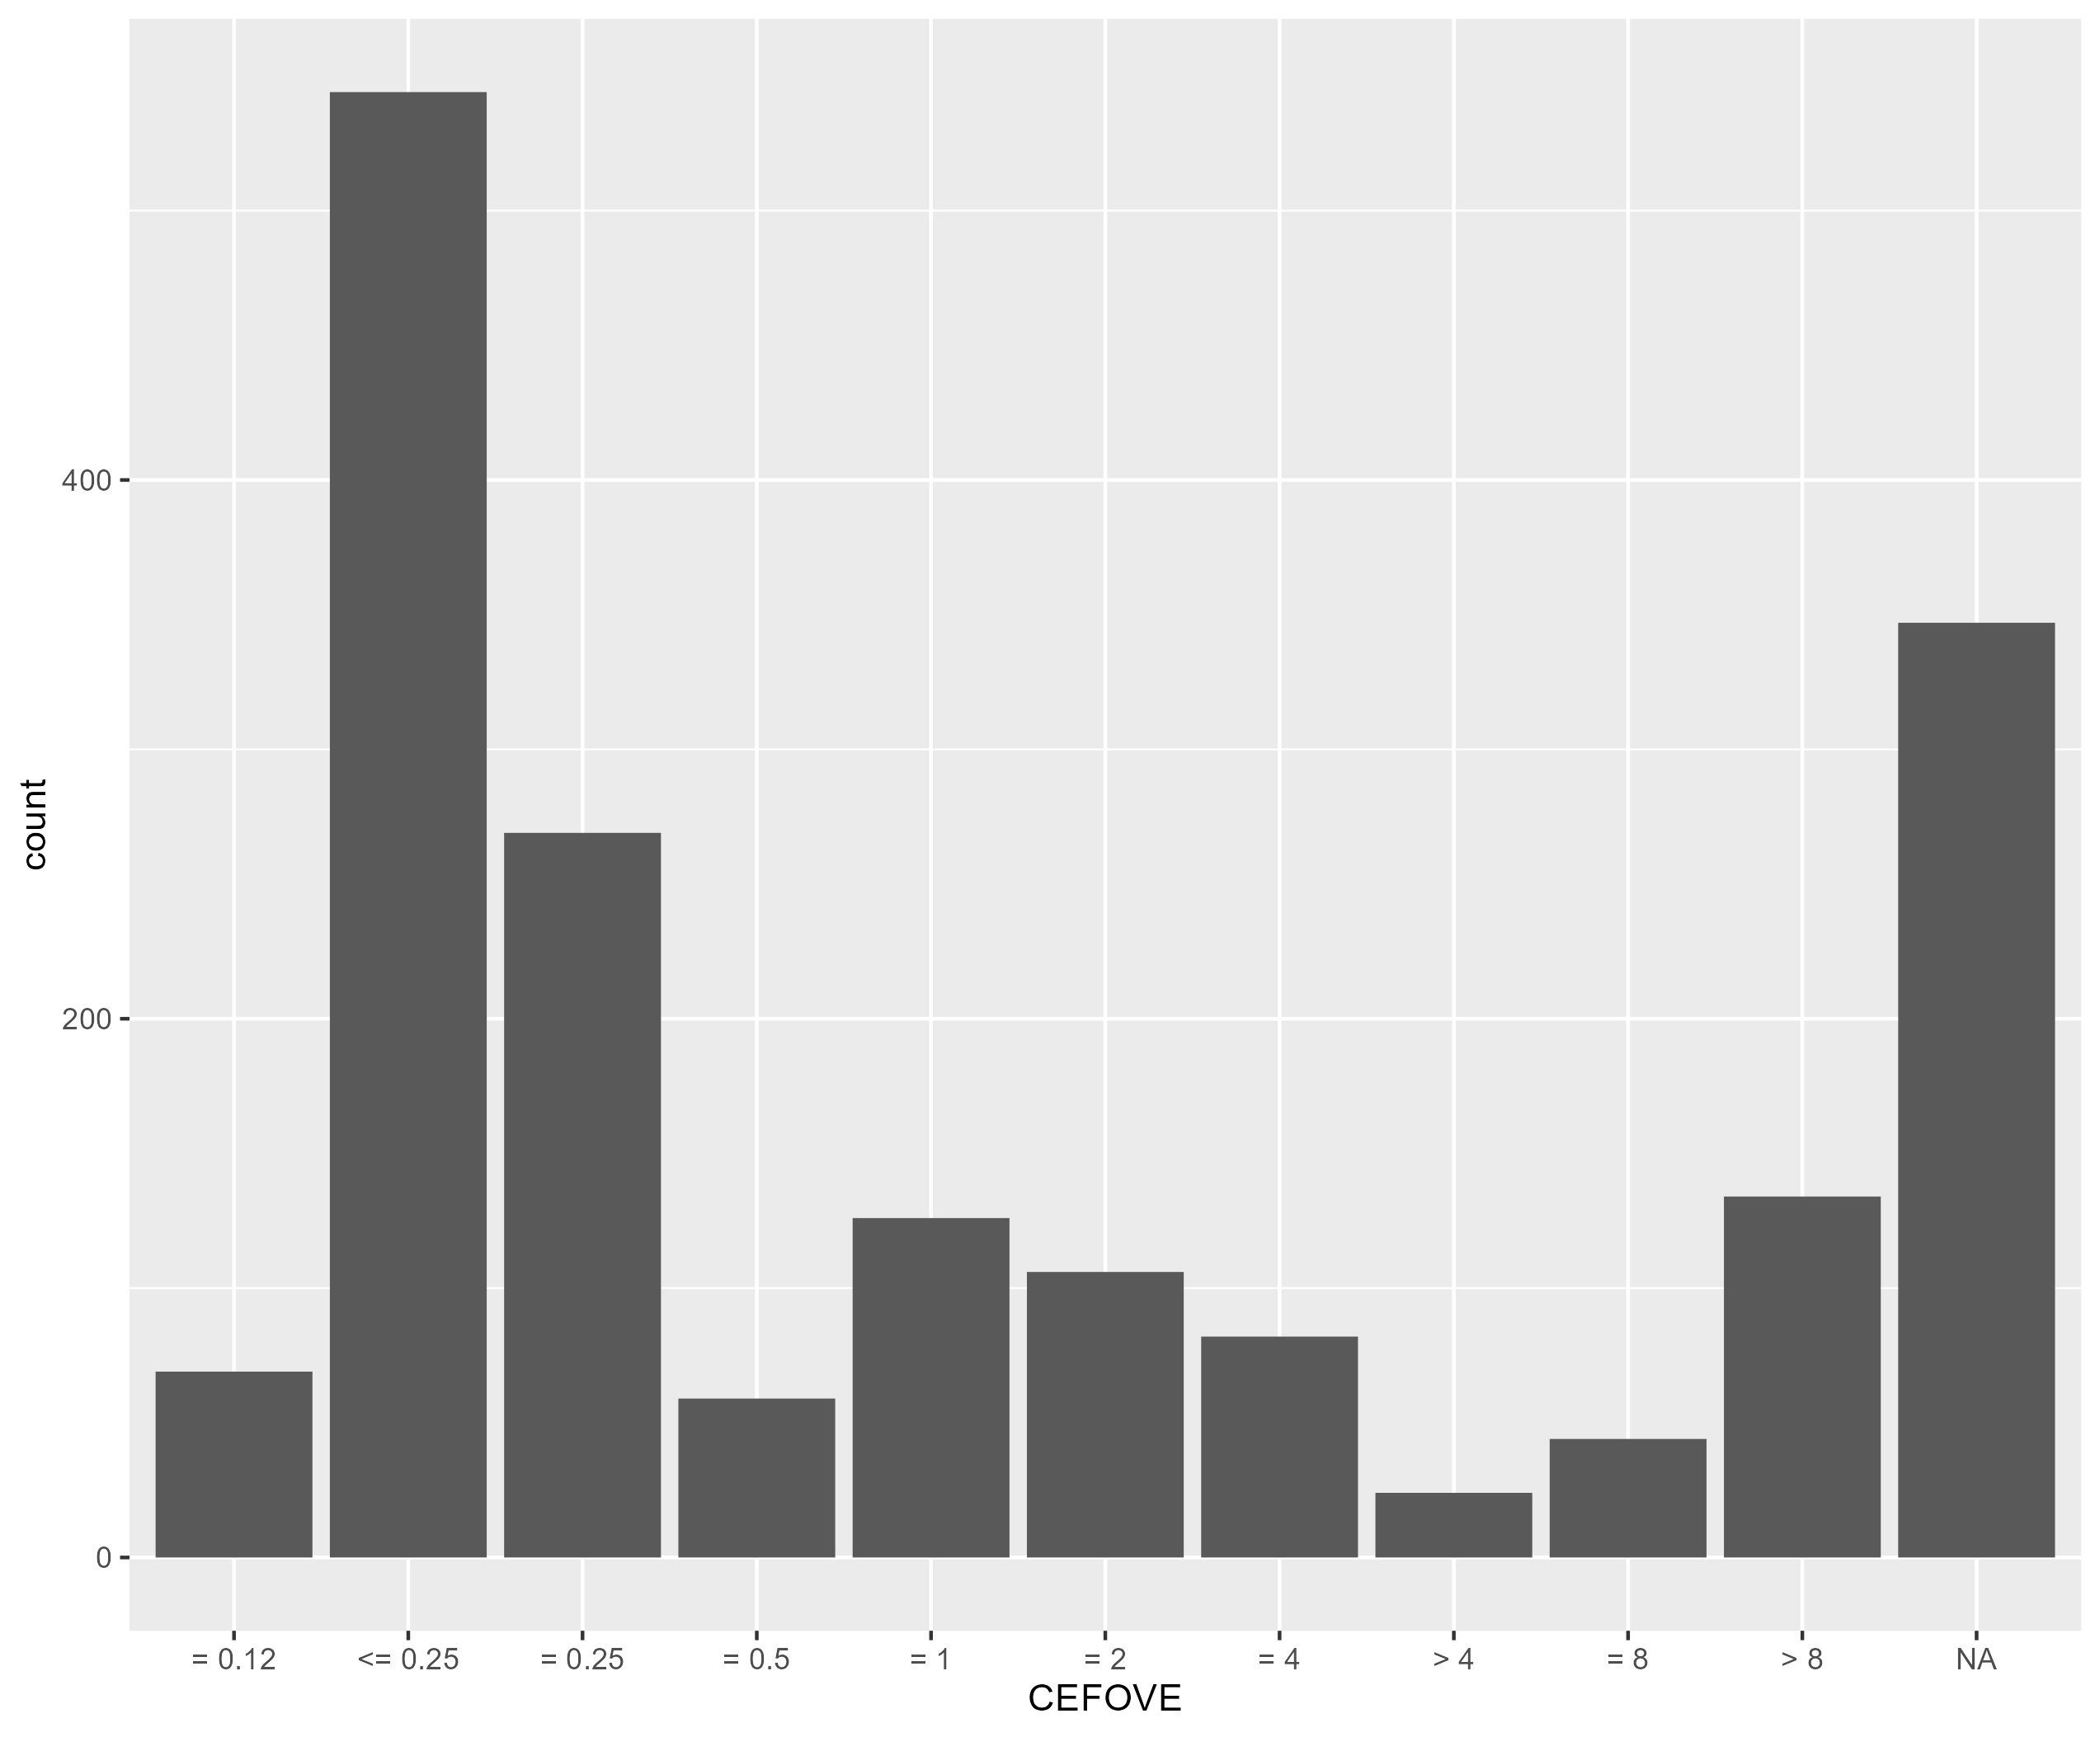 count
400
200
0
= 0.12 <= 0.25 = 0.25 = 0.5 = 1 = 2 = 4 > 4 = 8 > 8 NA
CEFOVE